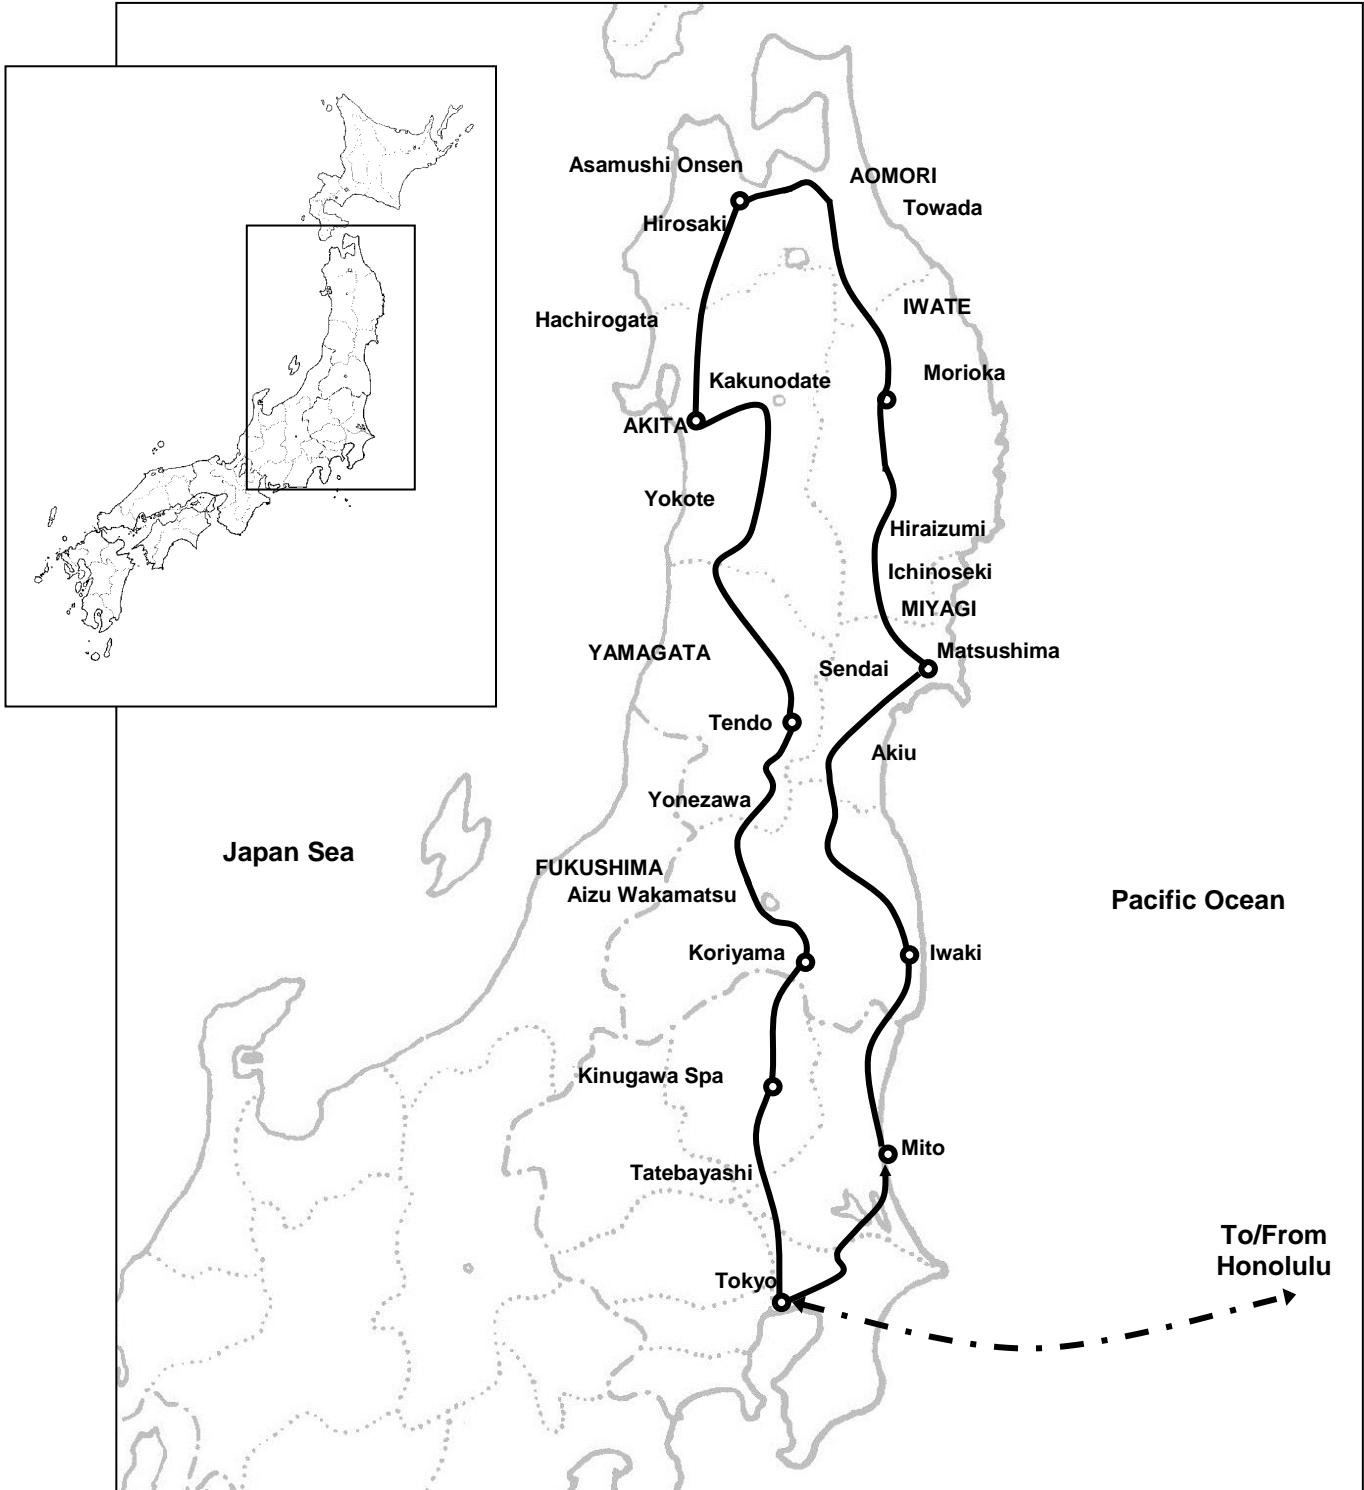 Asamushi Onsen
AOMORI
Towada
Hirosaki
IWATE
Hachirogata
Morioka
Kakunodate
AKITA
Yokote
Hiraizumi
Ichinoseki
MIYAGI
YAMAGATA
Matsushima
Sendai
Tendo
Akiu
Yonezawa
Japan Sea
FUKUSHIMA
Aizu Wakamatsu
Pacific Ocean
Koriyama
Iwaki
Kinugawa Spa
Mito
Tatebayashi
To/From
Honolulu
Tokyo